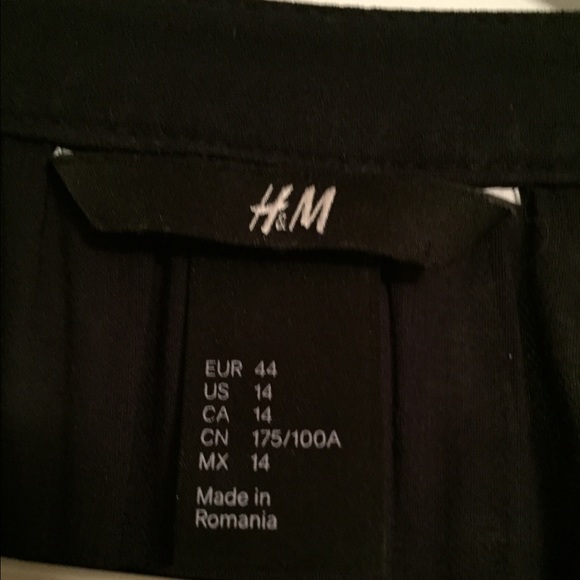 H&M
EUR 44
US 14
CA 14
CN 175/100A
MX 14
Made in
Romania